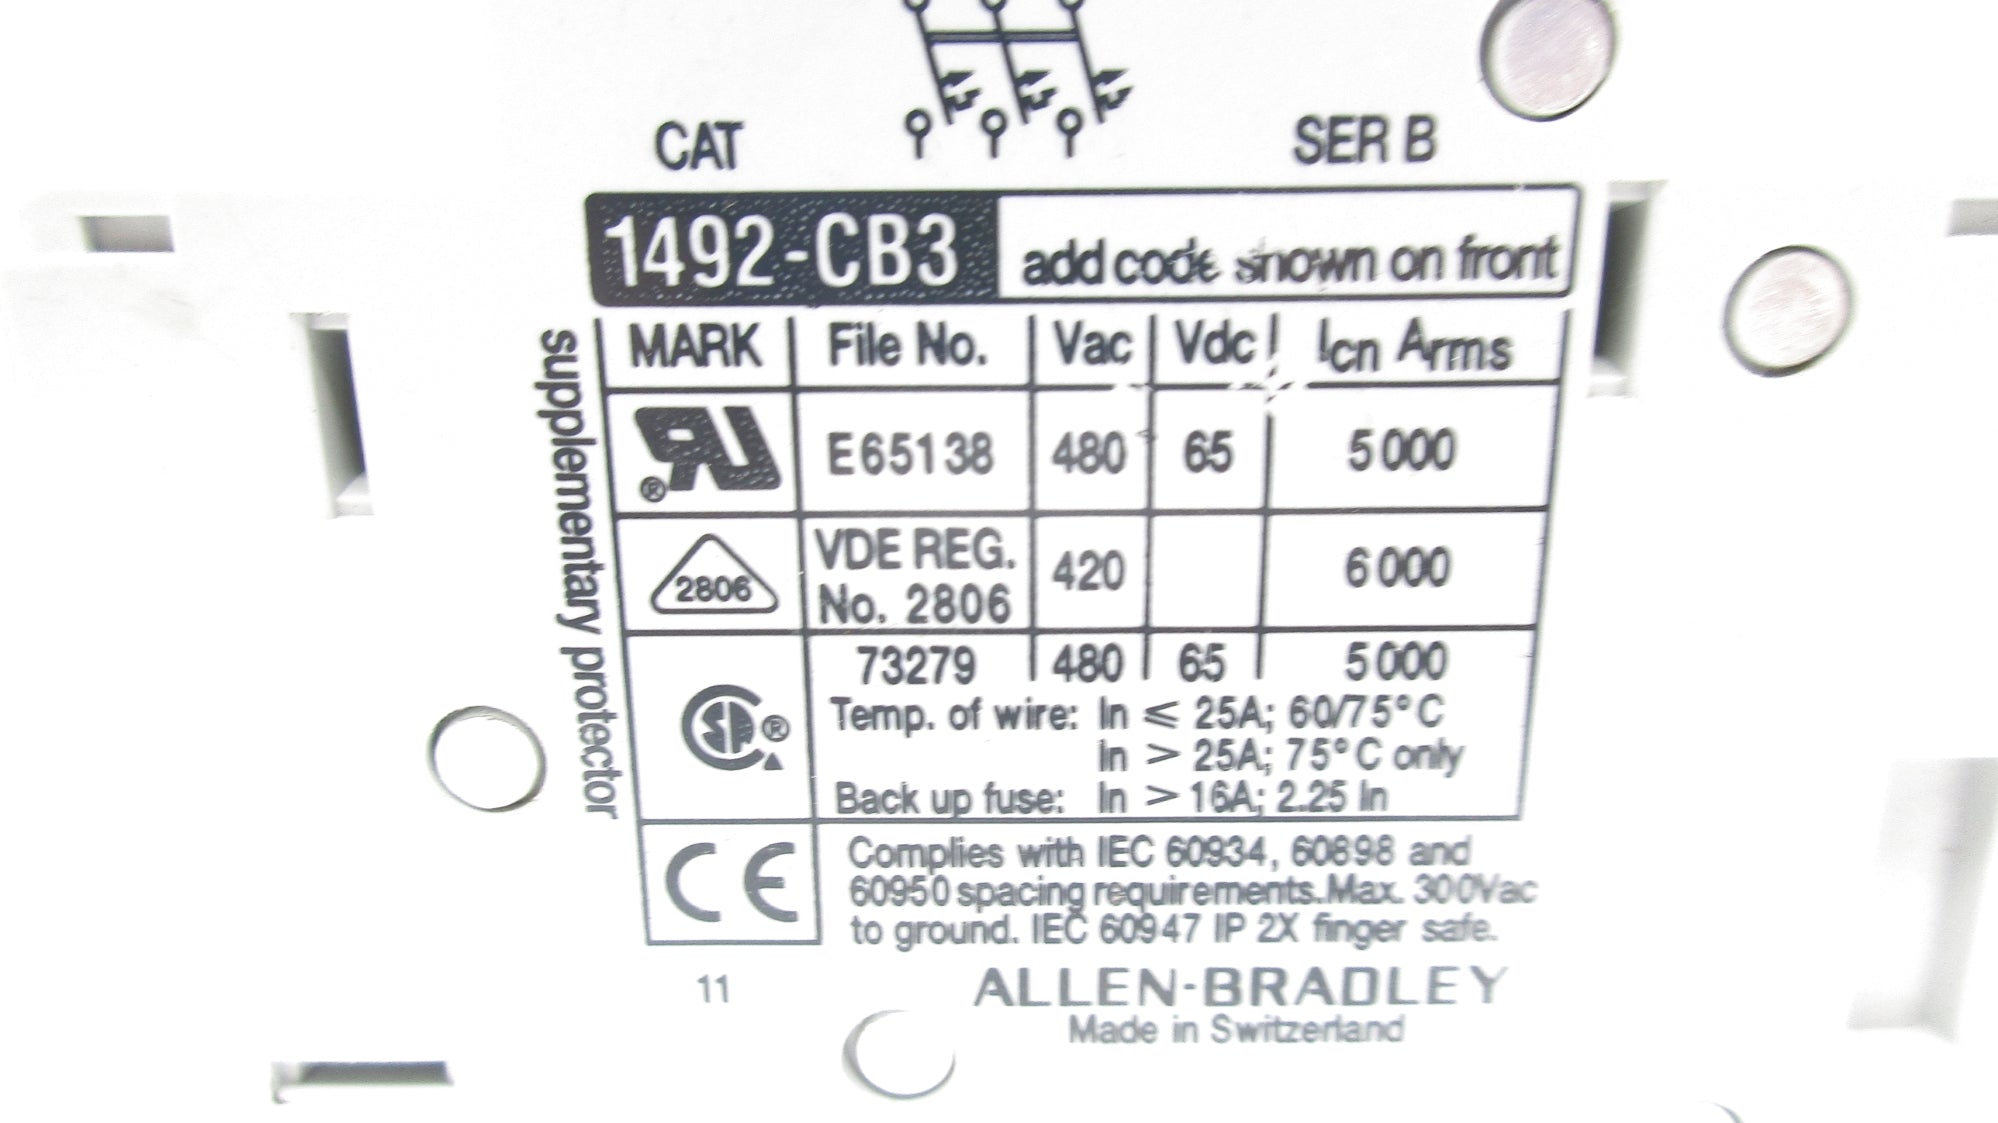 CAT SER B
1492-CB3 add code shown on front
supplementary protector
MARK File No. Vac Vdc Icn Arms
RU ® E65138 480 65 5000
2806 VDE REG. No. 2806 420 6000
SA ® 73279 480 65 5000
Temp. of wire: In ≤ 25A; 60/75°C
In > 25A; 75°C only
Back up fuse: In > 16A; 2.25 In
CE Complies with IEC 60934, 60898 and
60950 spacing requirements. Max. 300Vac
to ground. IEC 60947 IP 2X finger safe.
11 ALLEN-BRADLEY
Made in Switzerland